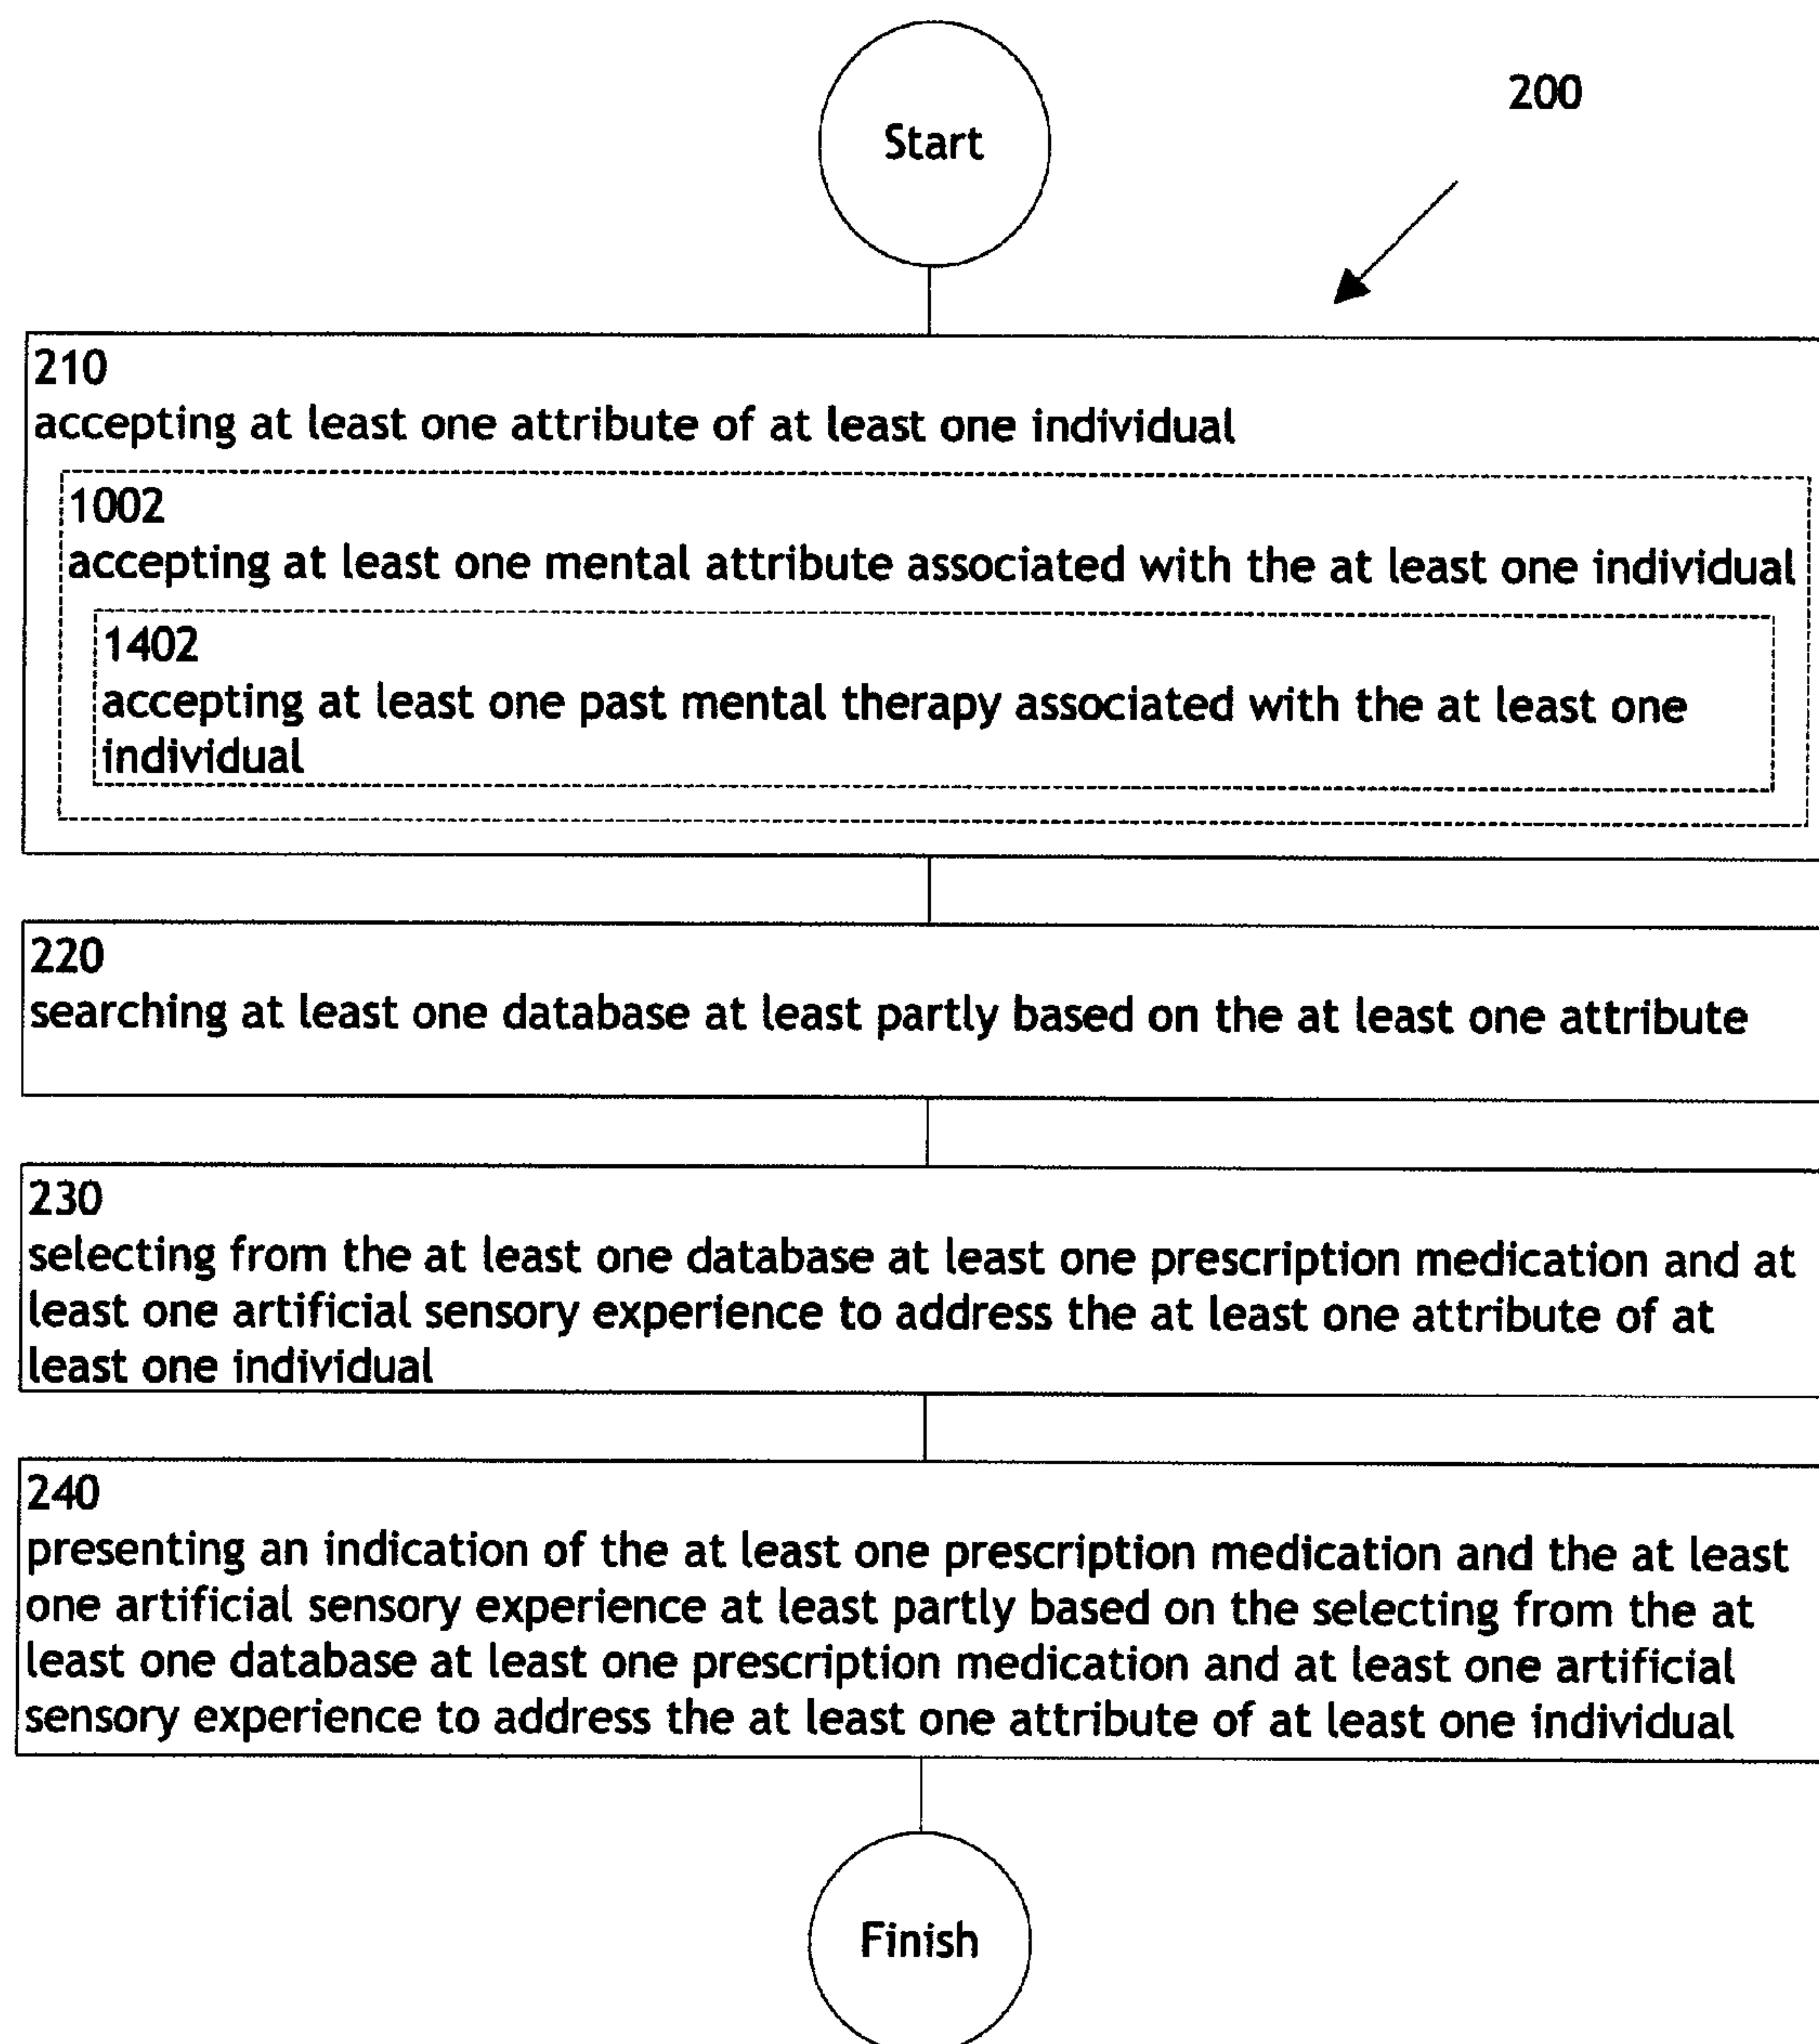 Start
200
210
accepting at least one attribute of at least one individual
1002
accepting at least one mental attribute associated with the at least one individual
1402
accepting at least one past mental therapy associated with the at least one
individual
220
searching at least one database at least partly based on the at least one attribute
230
selecting from the at least one database at least one prescription medication and at
least one artificial sensory experience to address the at least one attribute of at
least one individual
240
presenting an indication of the at least one prescription medication and the at least
one artificial sensory experience at least partly based on the selecting from the at
least one database at least one prescription medication and at least one artificial
sensory experience to address the at least one attribute of at least one individual
Finish